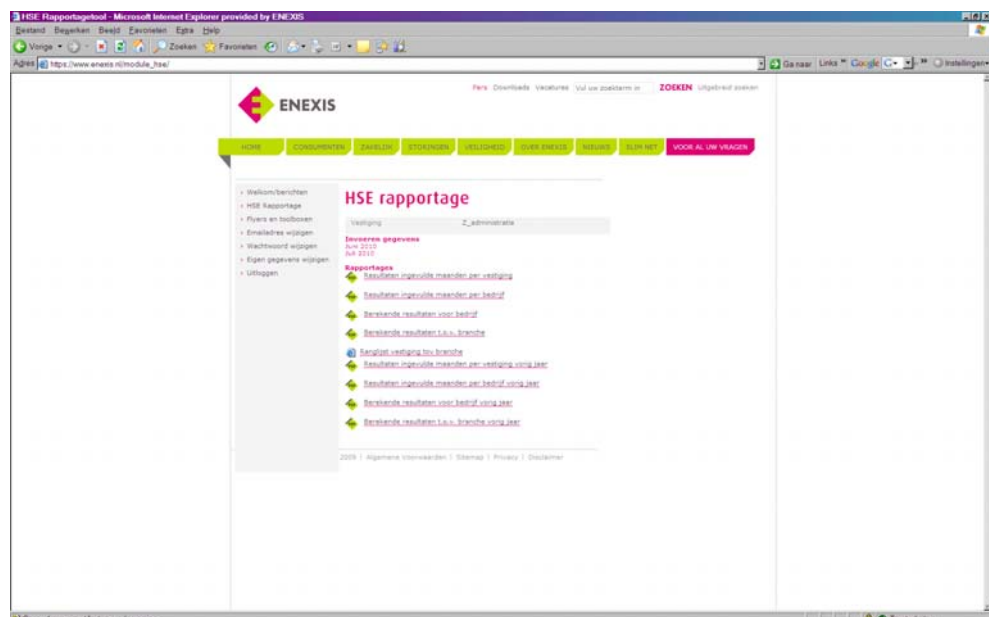 HSE Rapportagetool - Microsoft Internet Explorer provided by ENEXIS
Bestand Bewerken Beeld Favorieten Extra Help
Vorige Zoeken Favorieten
Adres https://www.enexis.nl/module_hse/ Ga naar Links Google G Instellingen
Pers Downloads Vacatures Vul uw zoekterm in ZOEKEN Uitgebreid zoeken
ENEXIS
HOME CONSUMENTEN ZAKELIJK STORINGEN VEILIGHEID OVER ENEXIS NIEUWS SLIM NET VOOR AL UW VRAGEN
Welkom/berichten
HSE Rapportage
Flyers en toolboxen
Emailadres wijzigen
Wachtwoord wijzigen
Eigen gegevens wijzigen
Uitloggen
HSE rapportage
Vestiging Z_administratie
Invoeren gegevens
Juni 2010
Juli 2010
Rapportages
Resultaten ingevulde maanden per vestiging
Resultaten ingevulde maanden per bedrijf
Berekende resultaten voor bedrijf
Berekende resultaten t.o.v. branche
Ranglijst vestiging tov branche
Resultaten ingevulde maanden per vestiging vorig jaar
Resultaten ingevulde maanden per bedrijf vorig jaar
Berekende resultaten voor bedrijf vorig jaar
Berekende resultaten t.o.v. branche vorig jaar
2009 | Algemene Voorwaarden | Sitemap | Privacy | Disclaimer